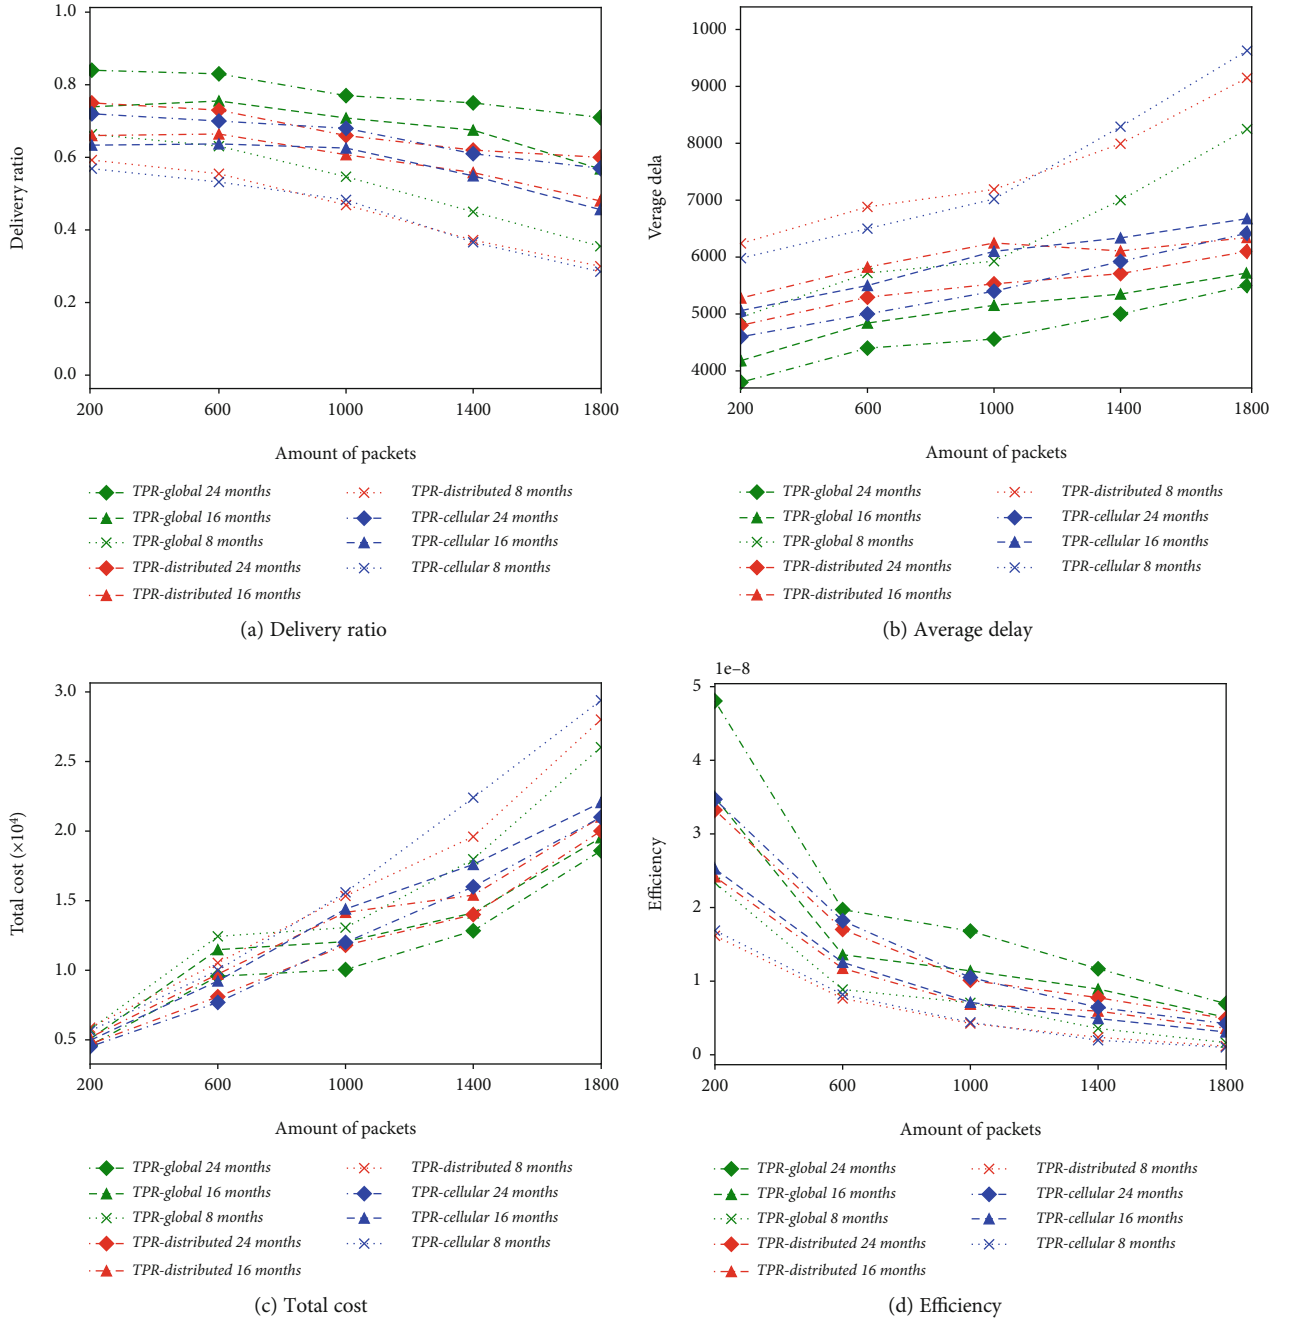 1.0
0.8
0.6
0.4
0.2
0.0
Delivery ratio
200 600 1000 1400 1800
Amount of packets
TPR-global 24 months
TPR-global 16 months
TPR-global 8 months
TPR-distributed 24 months
TPR-distributed 16 months
TPR-distributed 8 months
TPR-cellular 24 months
TPR-cellular 16 months
TPR-cellular 8 months
(a) Delivery ratio
1000
9000
8000
7000
6000
5000
4000
Verage dela
200 600 1000 1400 1800
Amount of packets
TPR-global 24 months
TPR-global 16 months
TPR-global 8 months
TPR-distributed 24 months
TPR-distributed 16 months
TPR-distributed 8 months
TPR-cellular 24 months
TPR-cellular 16 months
TPR-cellular 8 months
(b) Average delay
3.0
2.5
2.0
1.5
1.0
0.5
Total cost (×10⁴)
200 600 1000 1400 1800
Amount of packets
TPR-global 24 months
TPR-global 16 months
TPR-global 8 months
TPR-distributed 24 months
TPR-distributed 16 months
TPR-distributed 8 months
TPR-cellular 24 months
TPR-cellular 16 months
TPR-cellular 8 months
(c) Total cost
1e–8
5
4
3
2
1
0
Efficiency
200 600 1000 1400 1800
Amount of packets
TPR-global 24 months
TPR-global 16 months
TPR-global 8 months
TPR-distributed 24 months
TPR-distributed 16 months
TPR-distributed 8 months
TPR-cellular 24 months
TPR-cellular 16 months
TPR-cellular 8 months
(d) Efficiency